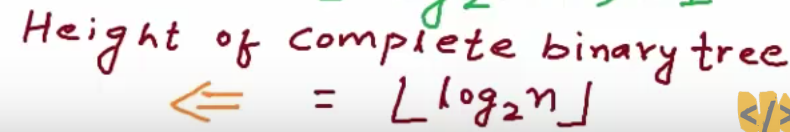 Height of complete binary tree
⇐ = ⌊log₂n⌋
</>